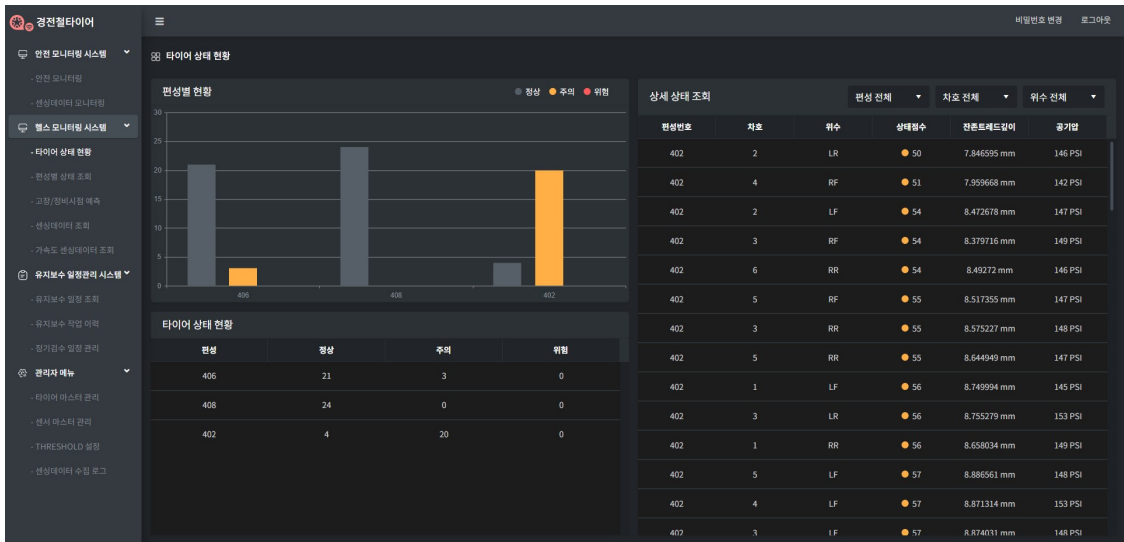 경전철타이어
비밀번호 변경 로그아웃
안전 모니터링 시스템
- 안전 모니터링
- 센싱데이터 모니터링
헬스 모니터링 시스템
- 타이어 상태 현황
- 편성별 상태 조회
- 고장/정비시점 예측
- 센싱데이터 조회
- 가속도 센싱데이터 조회
유지보수 일정관리 시스템
- 유지보수 일정 조회
- 유지보수 작업 이력
- 정기검수 일정 관리
관리자 메뉴
- 타이어 마스터 관리
- 센서 마스터 관리
- THRESHOLD 설정
- 센싱데이터 수집 로그
타이어 상태 현황
편성별 현황
정상 주의 위험
30
25
20
15
10
5
0
406 408 402
타이어 상태 현황
편성 정상 주의 위험
406 21 3 0
408 24 0 0
402 4 20 0
상세 상태 조회
편성 전체 차호 전체 위수 전체
편성번호 차호 위수 상태점수 잔존트레드깊이 공기압
402 2 LR 50 7.846595 mm 146 PSI
402 4 RF 51 7.959668 mm 142 PSI
402 2 LF 54 8.472678 mm 147 PSI
402 3 RF 54 8.379716 mm 149 PSI
402 6 RR 54 8.49272 mm 146 PSI
402 5 RF 55 8.517355 mm 147 PSI
402 3 RR 55 8.575227 mm 148 PSI
402 5 RR 55 8.644949 mm 147 PSI
402 1 LF 56 8.749994 mm 145 PSI
402 3 LR 56 8.755279 mm 153 PSI
402 1 RR 56 8.658034 mm 149 PSI
402 5 LF 57 8.886561 mm 148 PSI
402 4 LF 57 8.871314 mm 153 PSI
402 3 LF 57 8.874031 mm 148 PSI